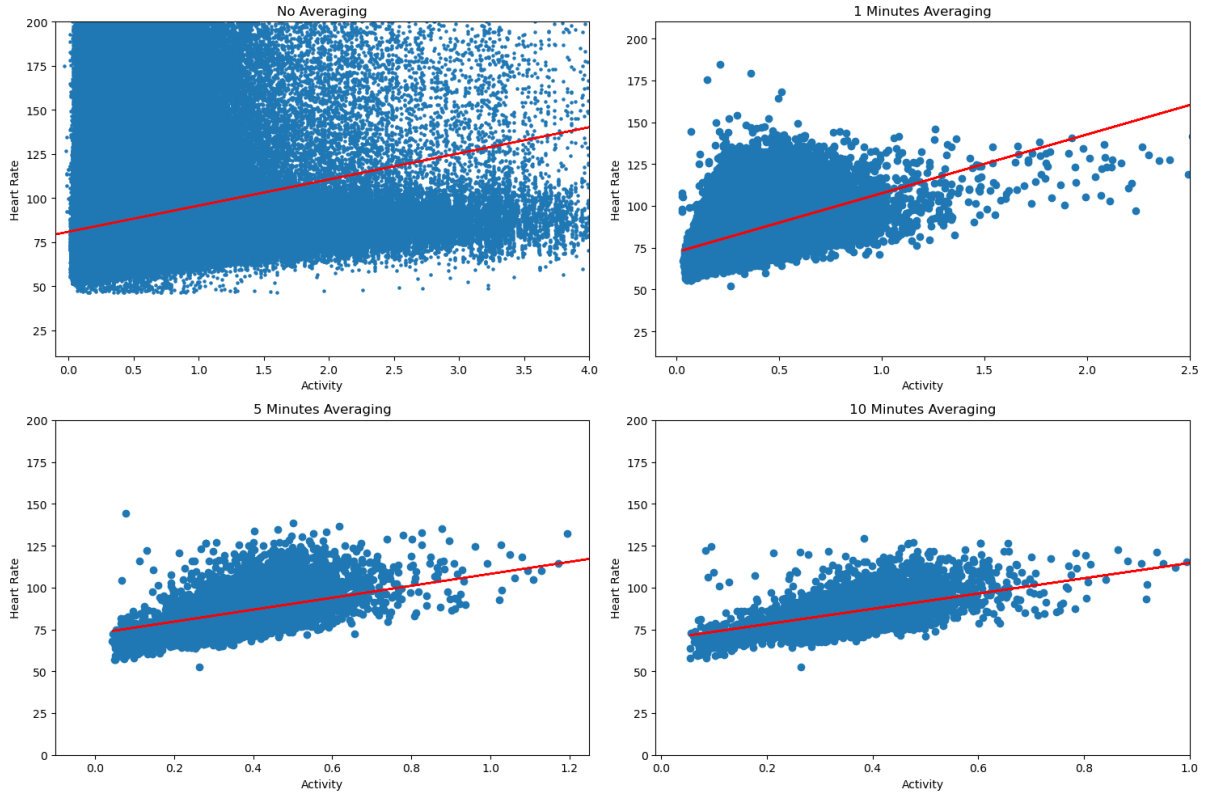 No Averaging
200
175
150
125
100
75
50
25
Heart Rate
0.0 0.5 1.0 1.5 2.0 2.5 3.0 3.5 4.0
Activity
1 Minutes Averaging
200
175
150
125
100
75
50
25
Heart Rate
0.0 0.5 1.0 1.5 2.0 2.5
Activity
5 Minutes Averaging
200
175
150
125
100
75
50
25
0
Heart Rate
0.0 0.2 0.4 0.6 0.8 1.0 1.2
Activity
10 Minutes Averaging
200
175
150
125
100
75
50
25
0
Heart Rate
0.0 0.2 0.4 0.6 0.8 1.0
Activity